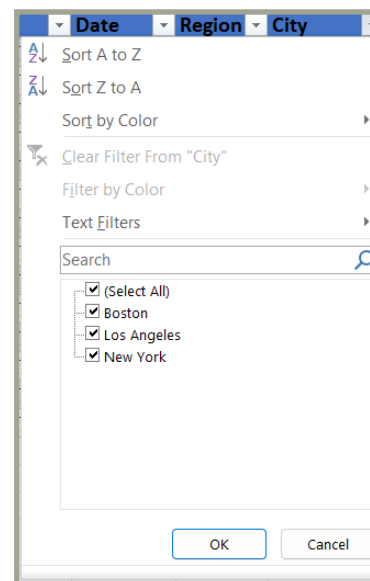 Date Region City
Sort A to Z
Sort Z to A
Sort by Color
Clear Filter From "City"
Filter by Color
Text Filters
Search
(Select All)
Boston
Los Angeles
New York
OK Cancel